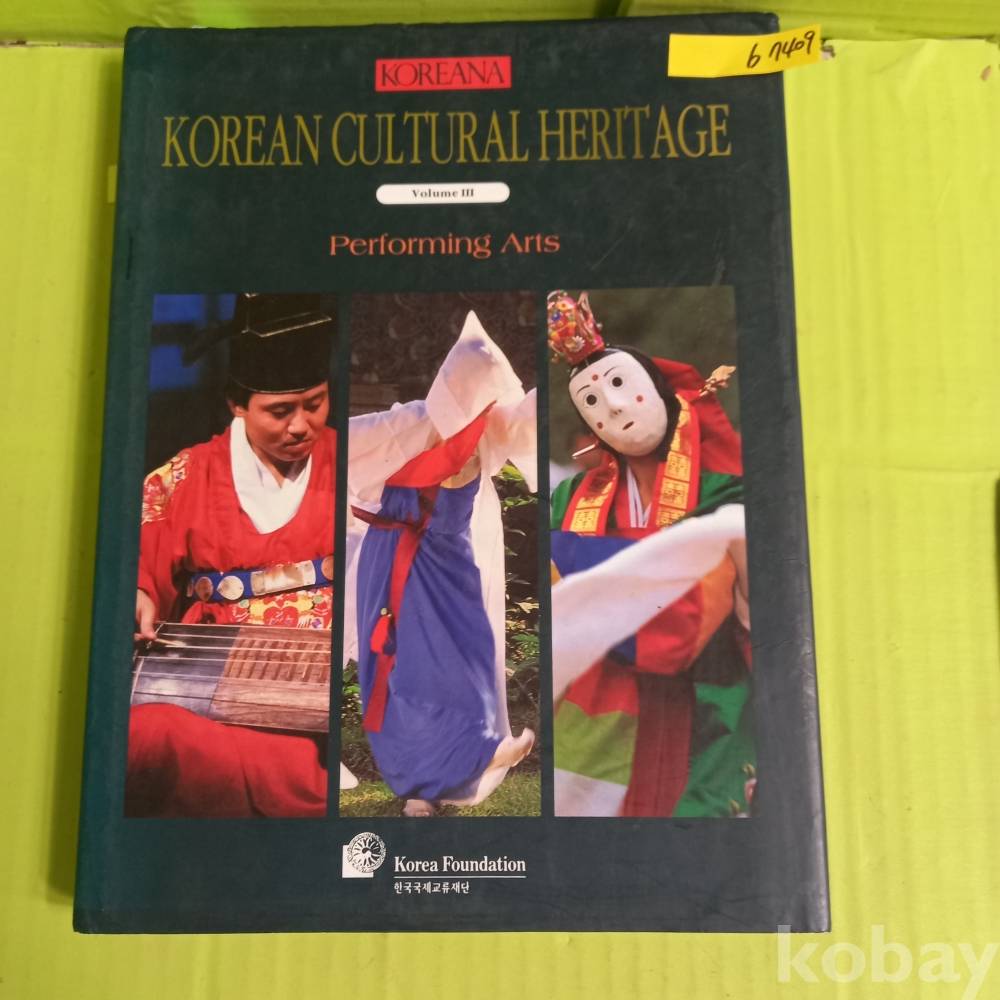 KOREANA
b 7409
KOREAN CULTURAL HERITAGE
Volume III
Performing Arts
Korea Foundation
한국국제교류재단
kobay